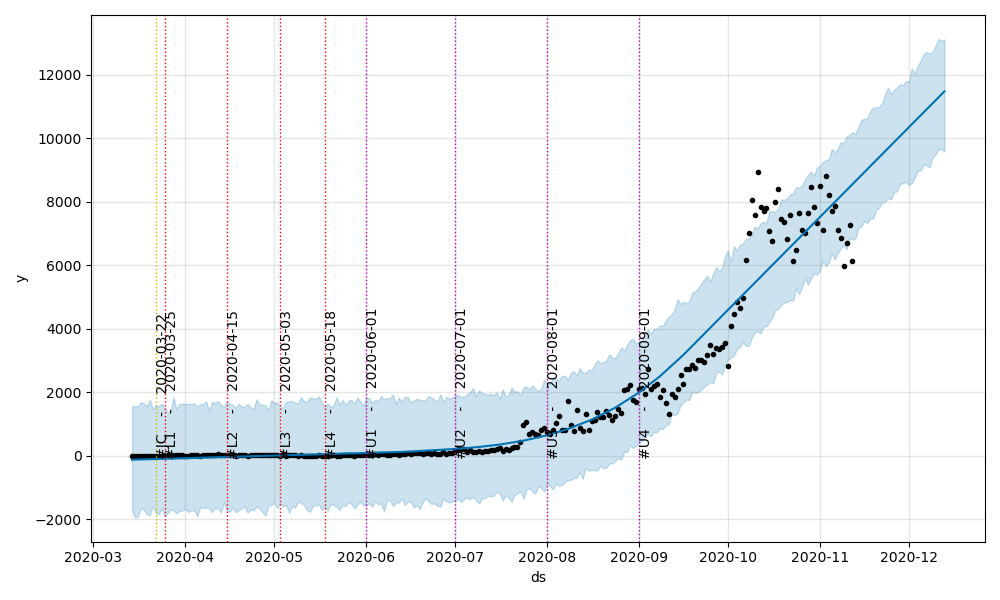 12000
10000
8000
6000
4000
2000
0
−2000
y
#JC - 2020-03-22
#L1 - 2020-03-25
#L2 - 2020-04-15
#L3 - 2020-05-03
#L4 - 2020-05-18
#U1 - 2020-06-01
#U2 - 2020-07-01
#U3 - 2020-08-01
#U4 - 2020-09-01
2020-03 2020-04 2020-05 2020-06 2020-07 2020-08 2020-09 2020-10 2020-11 2020-12
ds